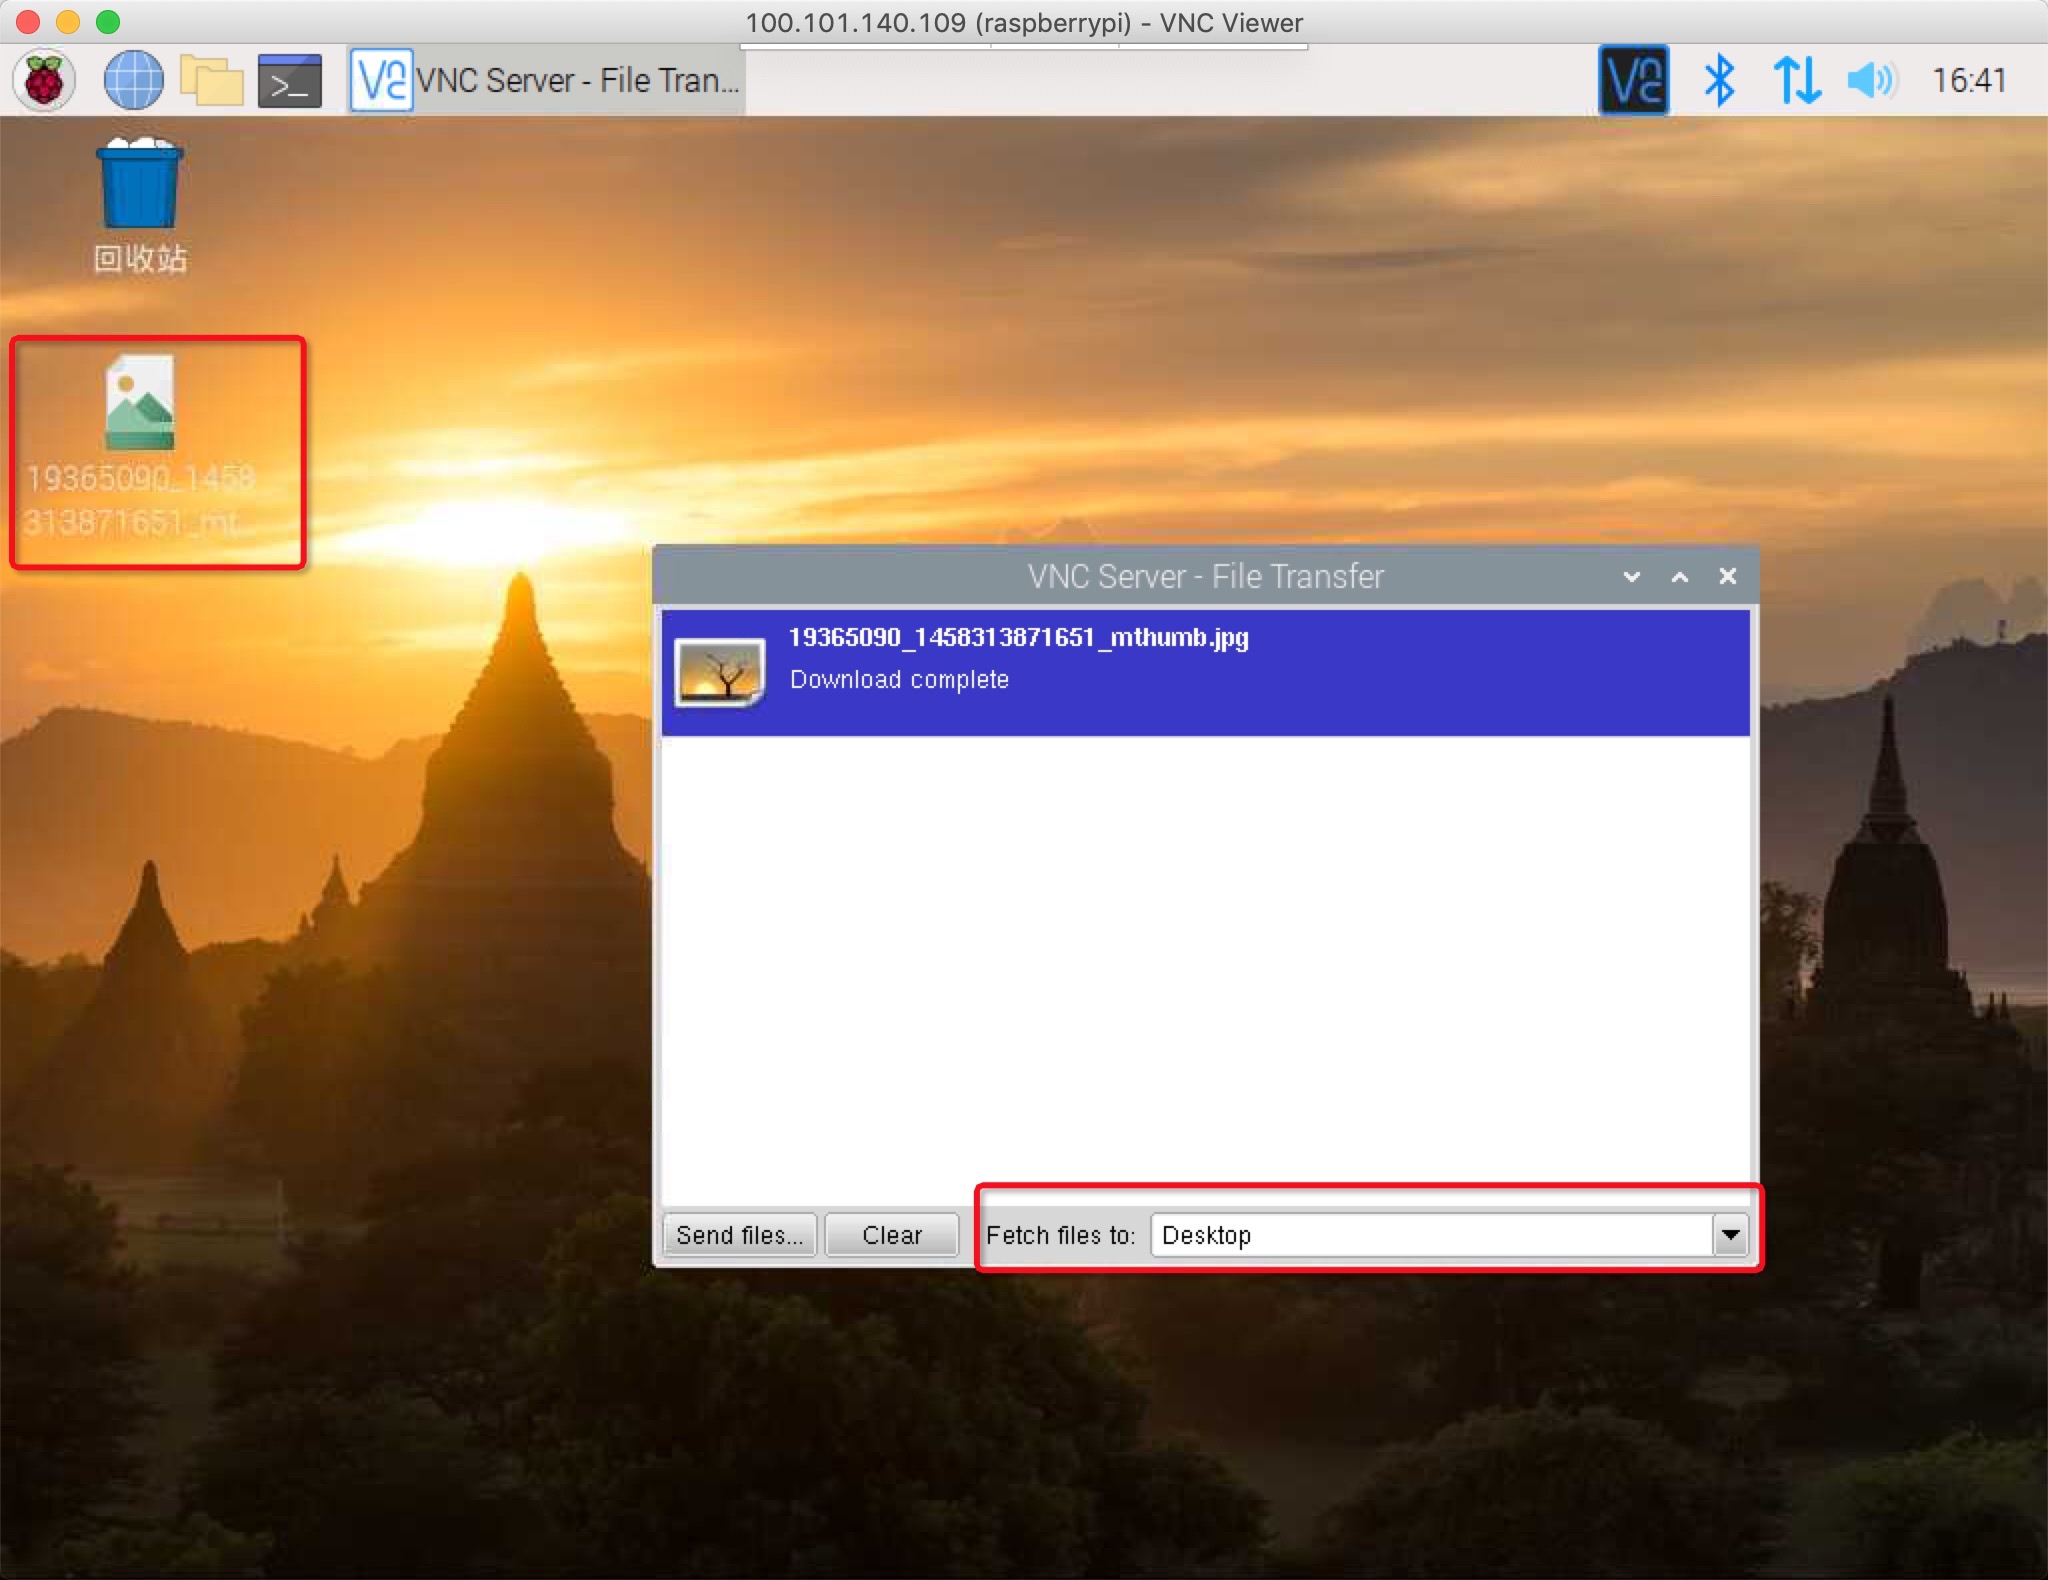 100.101.140.109 (raspberrypi) - VNC Viewer
VNC Server - File Tran...
16:41
回收站
19365090_1458
313871651_mt...
VNC Server - File Transfer
19365090_1458313871651_mthumb.jpg
Download complete
Send files...
Clear
Fetch files to:
Desktop